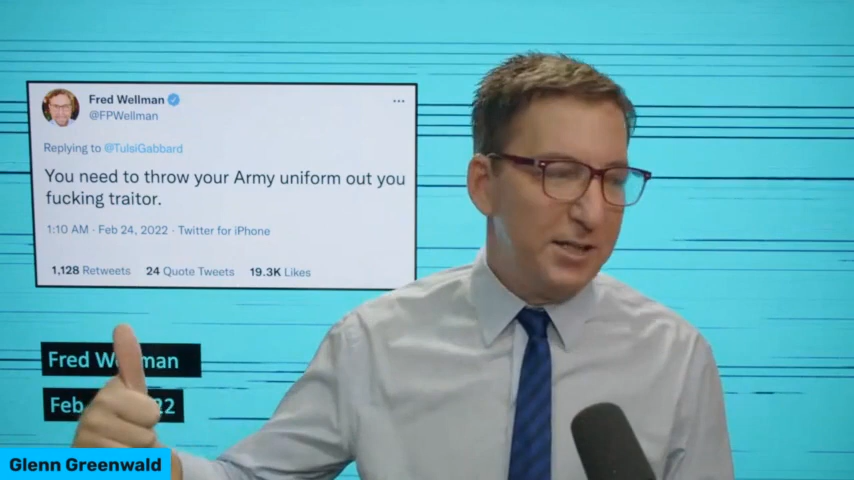 Fred Wellman
@FPWellman
Replying to @TulsiGabbard
You need to throw your Army uniform out you
fucking traitor.
1:10 AM · Feb 24, 2022 · Twitter for iPhone
1,128 Retweets 24 Quote Tweets 19.3K Likes
Fred W man
Feb 22
Glenn Greenwald